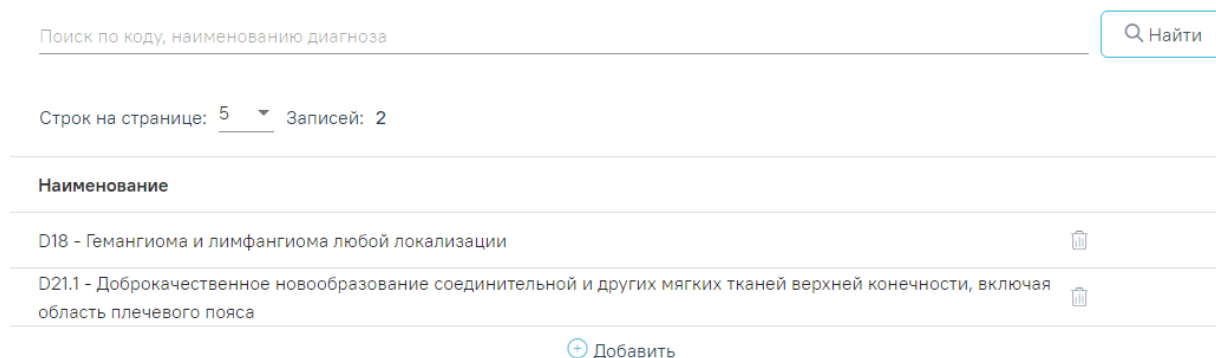 Поиск по коду, наименованию диагноза
Найти
Строк на странице: 5 Записей: 2
Наименование
D18 - Гемангиома и лимфангиома любой локализации
D21.1 - Доброкачественное новообразование соединительной и других мягких тканей верхней конечности, включая
область плечевого пояса
Добавить